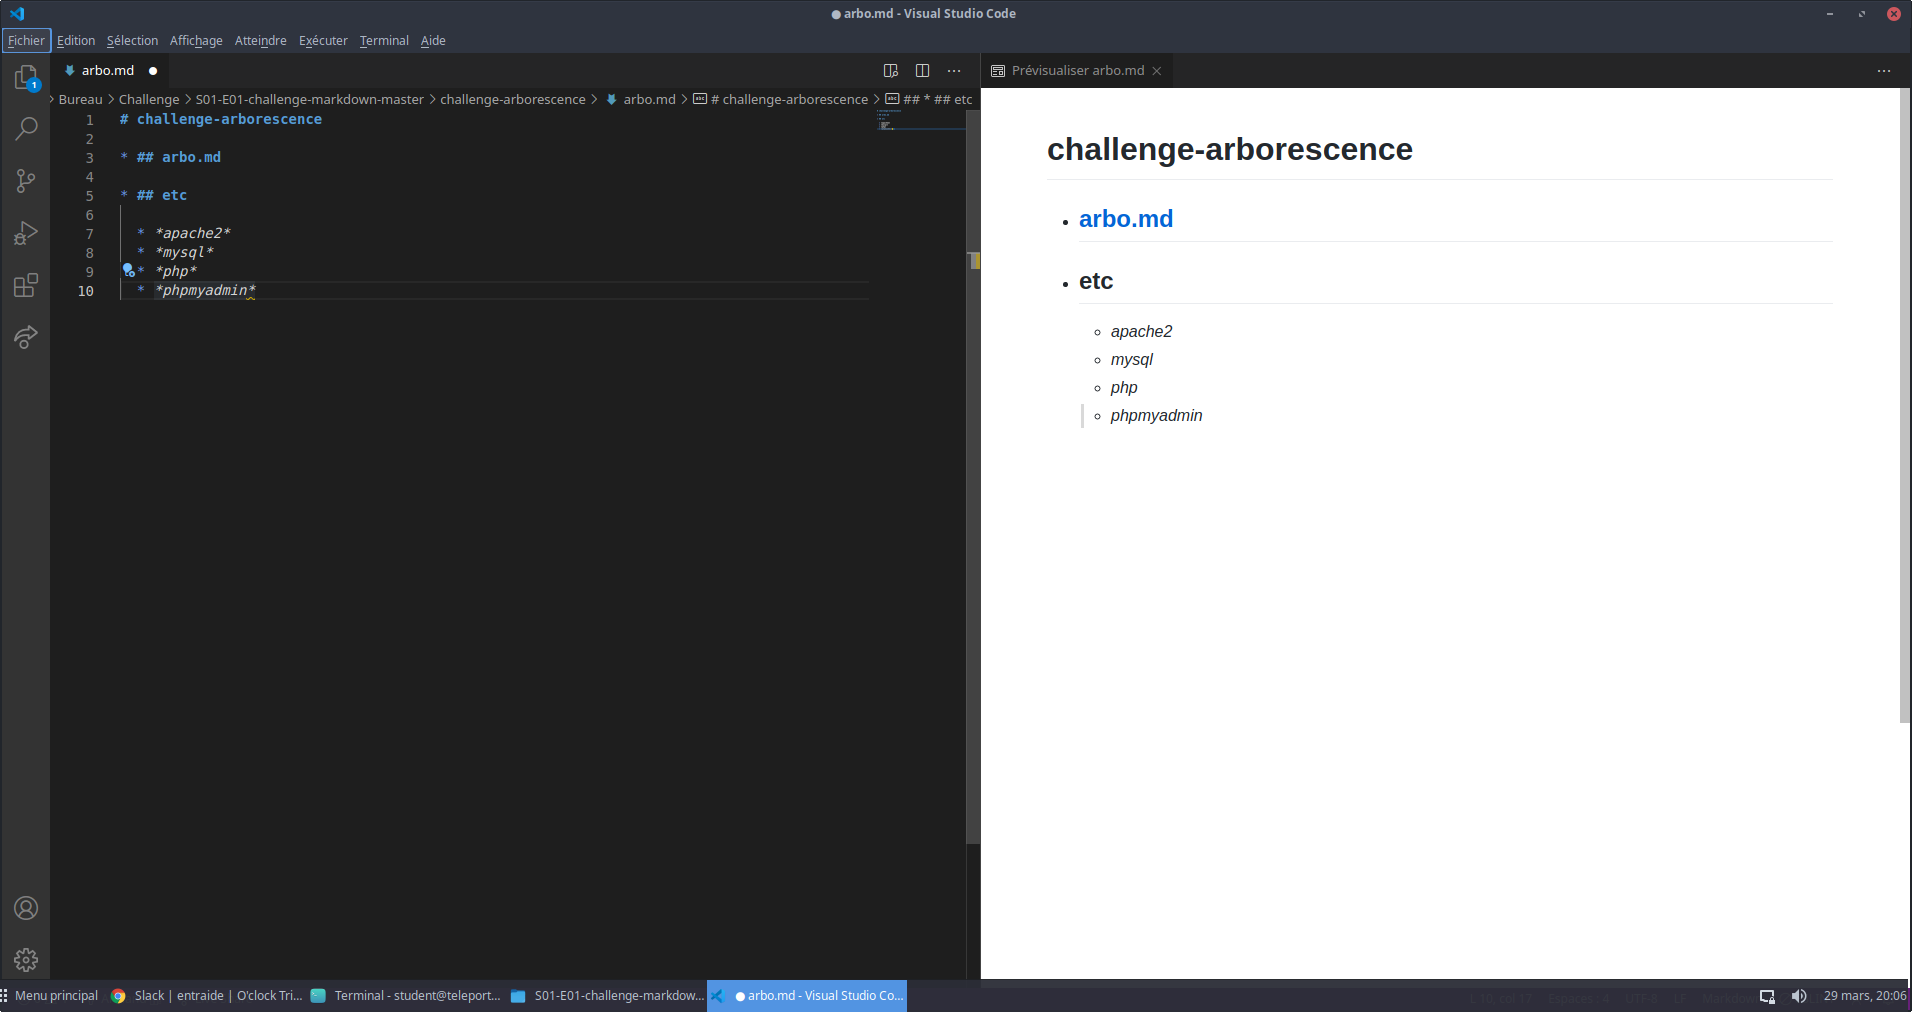 ● arbo.md - Visual Studio Code
Fichier Edition Sélection Affichage Atteindre Exécuter Terminal Aide
arbo.md ●
Prévisualiser arbo.md
1
> Bureau > Challenge > S01-E01-challenge-markdown-master > challenge-arborescence > arbo.md > # challenge-arborescence > ## * ## etc
1 # challenge-arborescence
2
3 * ## arbo.md
4
5 * ## etc
6
7 * *apache2*
8 * *mysql*
9 * *php*
10 * *phpmyadmin*
challenge-arborescence
• arbo.md
• etc
◦ apache2
◦ mysql
◦ php
◦ phpmyadmin
Menu principal
Slack | entraide | O'clock Tri...
Terminal - student@teleport...
S01-E01-challenge-markdow...
● arbo.md - Visual Studio Co...
29 mars, 20:06